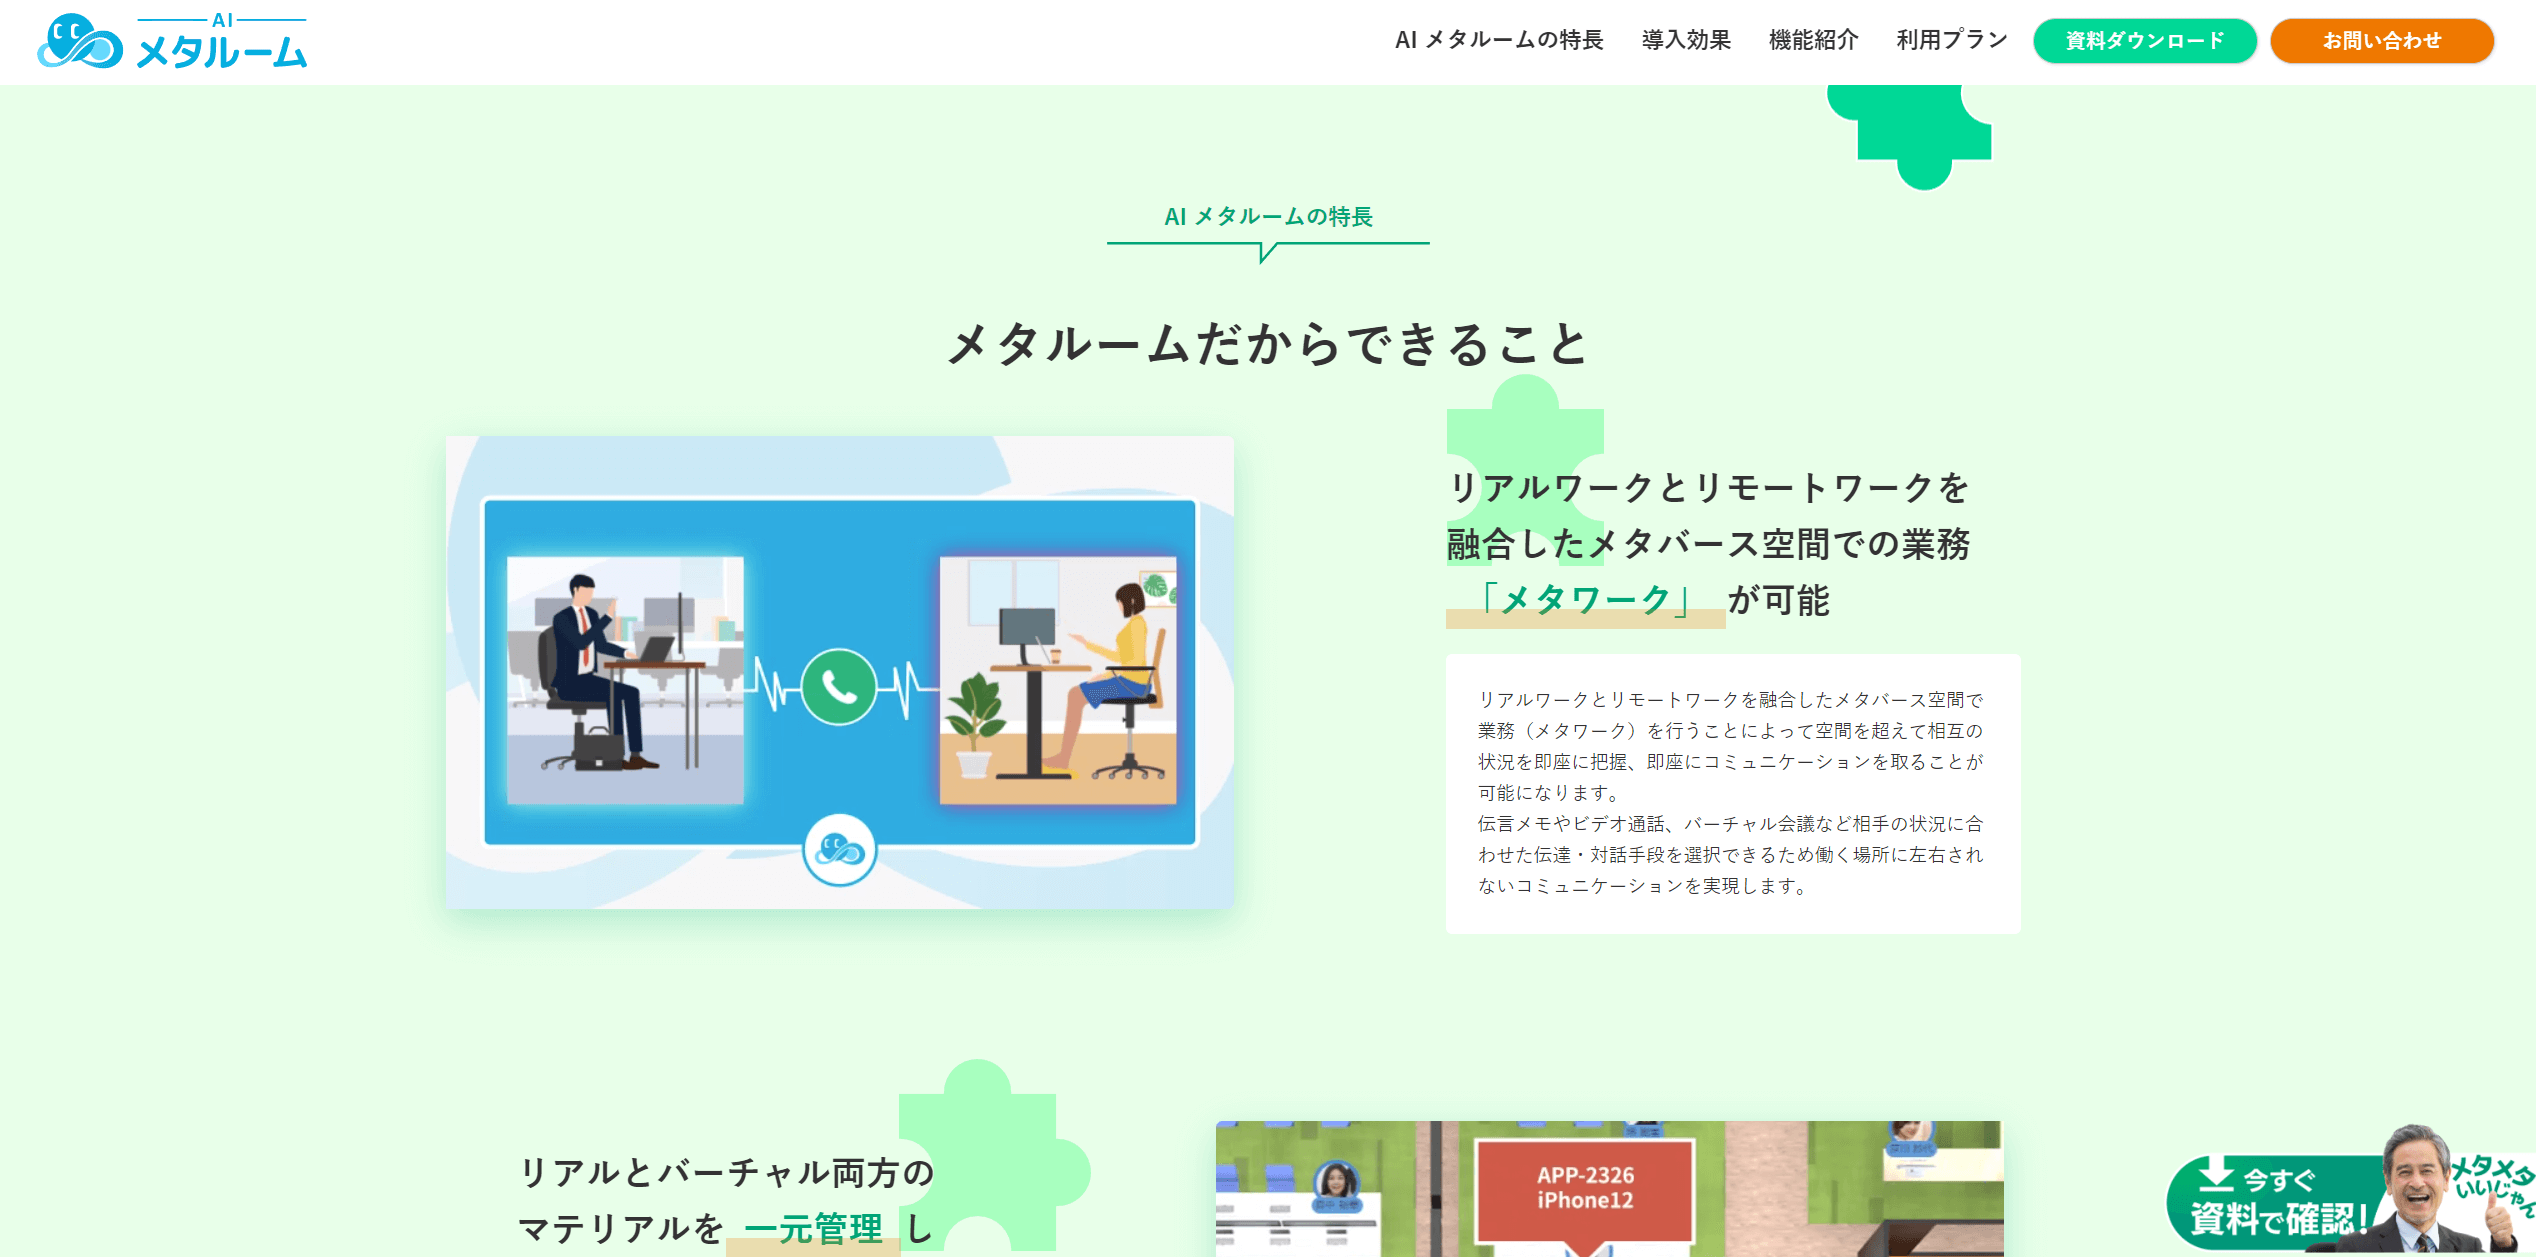 AI
メタルーム
AI メタルームの特長
導入効果
機能紹介
利用プラン
資料ダウンロード
お問い合わせ
AI メタルームの特長
メタルームだからできること
リアルワークとリモートワークを
融合したメタバース空間での業務
「メタワーク」 が可能
リアルワークとリモートワークを融合したメタバース空間で
業務（メタワーク）を行うことによって空間を超えて相互の
状況を即座に把握、即座にコミュニケーションを取ることが
可能になります。
伝言メモやビデオ通話、バーチャル会議など相手の状況に合
わせた伝達・対話手段を選択できるため働く場所に左右され
ないコミュニケーションを実現します。
リアルとバーチャル両方の
マテリアルを 一元管理 し
APP-2326
iPhone12
今すぐ
資料で確認!
メタメタ
いいじゃん